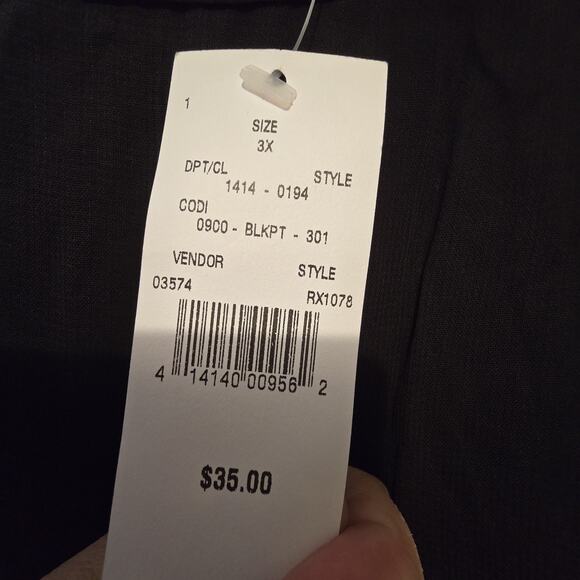 1
SIZE
3X
DPT/CL STYLE
1414 - 0194
CODI
0900 - BLKPT - 301
VENDOR STYLE
03574 RX1078
4 14140 00956 2
$35.00